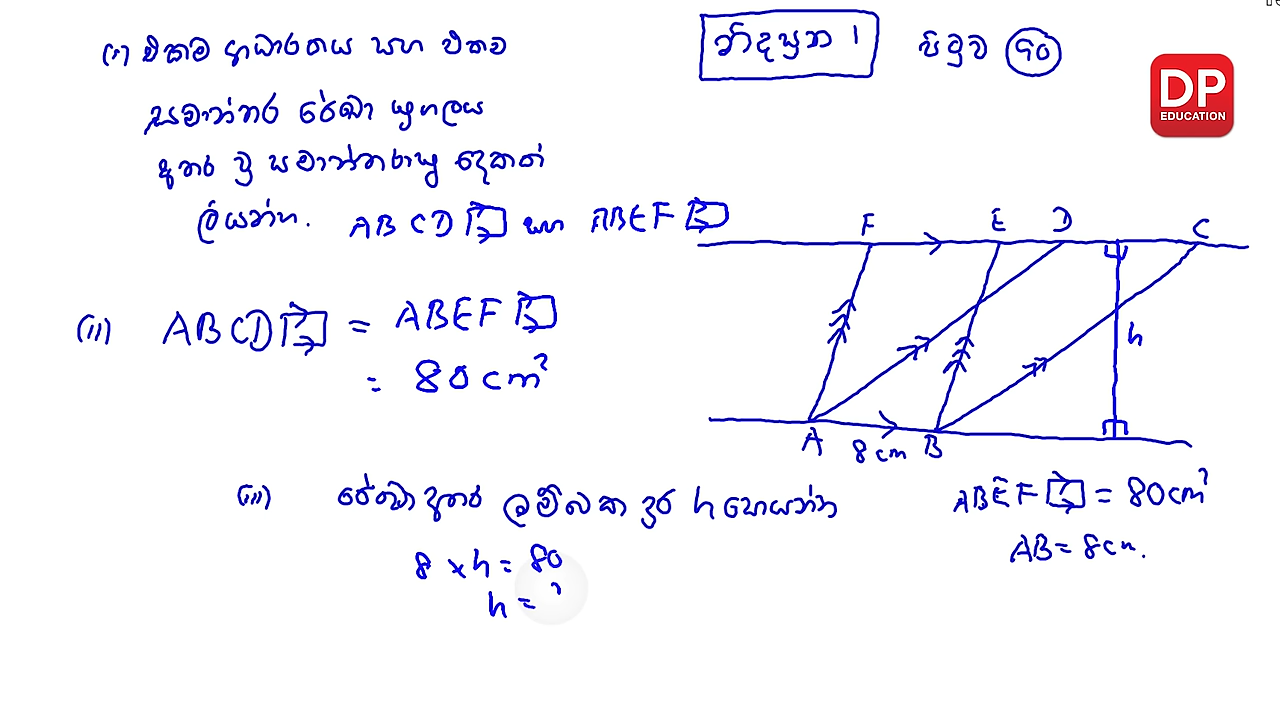 නිදසුන 1 පිටුව 90
DP
EDUCATION
(i) එකම ආධාරකය සහ එකම
සමාන්තර රේඛා යුගලය
අතර වූ සමාන්තරාස්‍ර දෙකක්
ලියන්න. ABCD සහ ABEF
F E D C
(ii) ABCD = ABEF
= 80 cm²
h
A 8 cm B
(iii) රේඛා අතර ලම්බක දුර h සොයන්න
ABEF = 80 cm²
AB = 8 cm.
8 × h = 80
h =